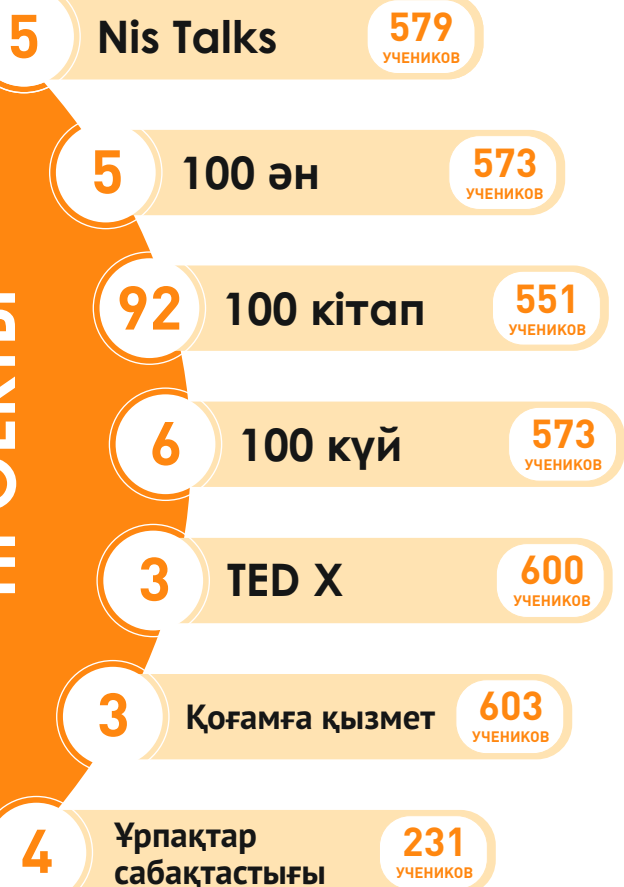 5 Nis Talks 579 УЧЕНИКОВ
5 100 ән 573 УЧЕНИКОВ
92 100 кітап 551 УЧЕНИКОВ
6 100 күй 573 УЧЕНИКОВ
3 TED X 600 УЧЕНИКОВ
3 Қоғамға қызмет 603 УЧЕНИКОВ
4 Ұрпақтар
сабақтастығы 231 УЧЕНИКОВ